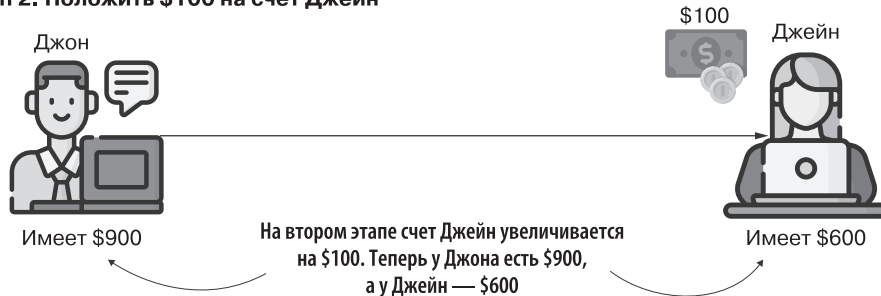 2. Положить $100 на счет Джейн
$100
Джон
Джейн
Имеет $900
На втором этапе счет Джейн увеличивается
на $100. Теперь у Джона есть $900,
а у Джейн — $600
Имеет $600